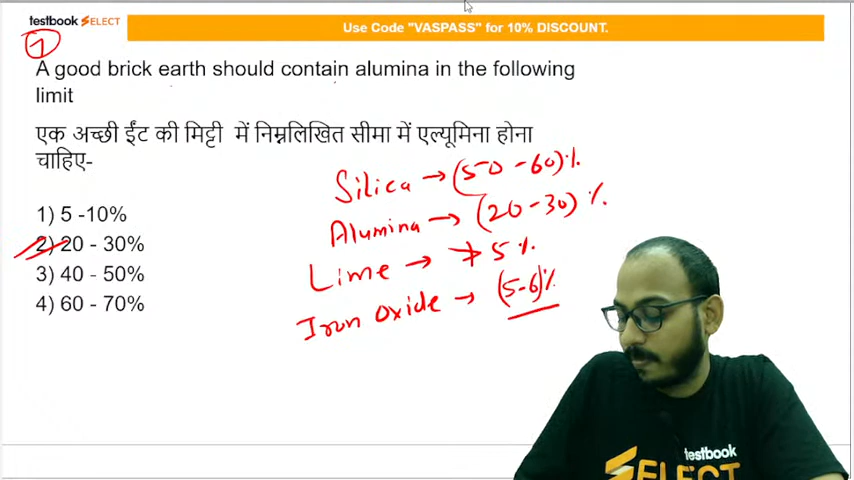 testbook SELECT
Use Code "VASPASS" for 10% DISCOUNT.
1
A good brick earth should contain alumina in the following
limit
एक अच्छी ईंट की मिट्टी में निम्नलिखित सीमा में एल्यूमिना होना
चाहिए-
1) 5 -10%
2) 20 - 30%
3) 40 - 50%
4) 60 - 70%
Silica → (50 - 60)%
Alumina → (20 - 30) %
Lime → ≯ 5 %
Iron oxide → (5-6)%
testbook
SELECT